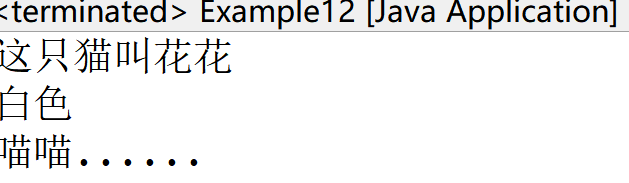 <terminated> Example12 [Java Application]
这只猫叫花花
白色
喵喵......